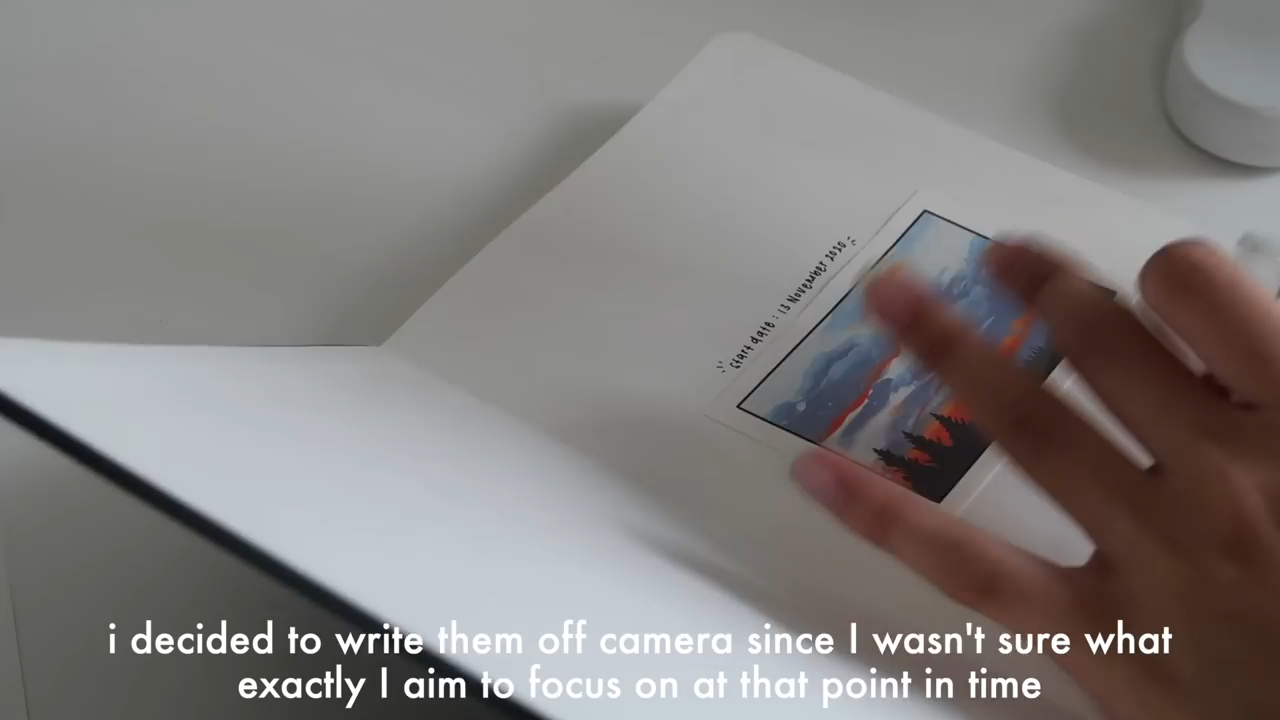 start date : 13 November 2020
i decided to write them off camera since I wasn't sure what
exactly I aim to focus on at that point in time